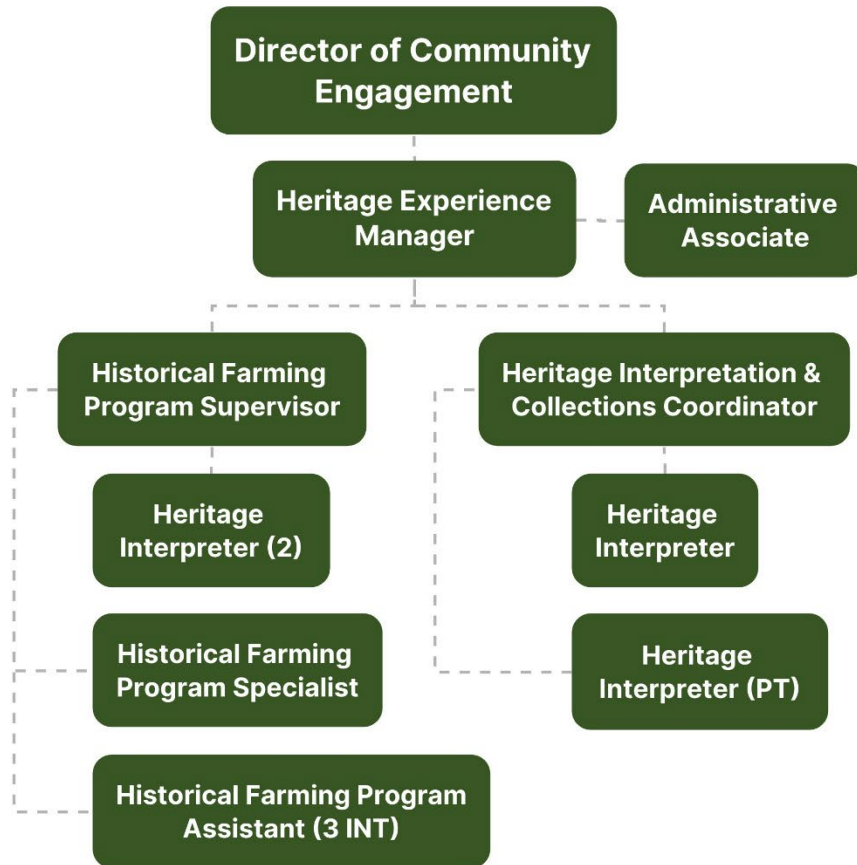 Director of Community
Engagement
Heritage Experience
Manager
Administrative
Associate
Historical Farming
Program Supervisor
Heritage Interpretation &
Collections Coordinator
Heritage
Interpreter (2)
Heritage
Interpreter
Historical Farming
Program Specialist
Heritage
Interpreter (PT)
Historical Farming Program
Assistant (3 INT)